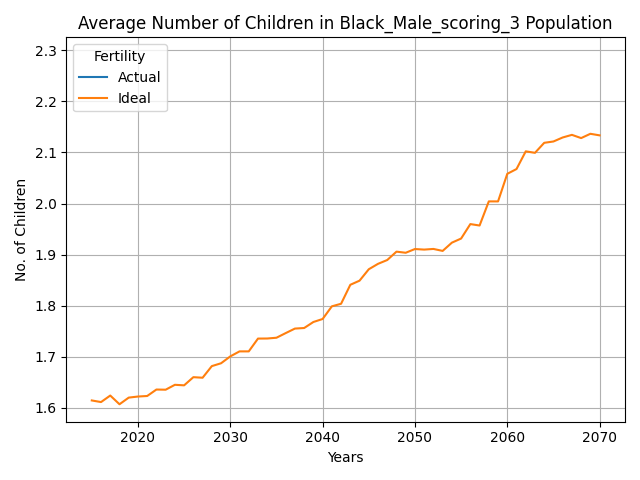 Average Number of Children in Black_Male_scoring_3 Population
Fertility
Actual
Ideal
No. of Children
2.3
2.2
2.1
2.0
1.9
1.8
1.7
1.6
2020 2030 2040 2050 2060 2070
Years